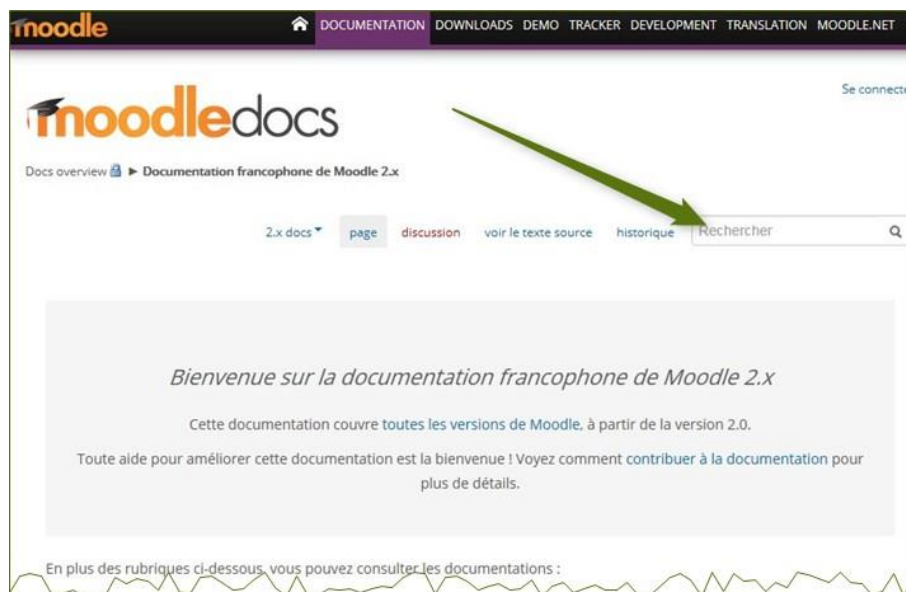 moodle
DOCUMENTATION DOWNLOADS DEMO TRACKER DEVELOPMENT TRANSLATION MOODLE.NET
Se connecte
moodledocs
Docs overview ► Documentation francophone de Moodle 2.x
2.x docs page discussion voir le texte source historique Rechercher
Bienvenue sur la documentation francophone de Moodle 2.x
Cette documentation couvre toutes les versions de Moodle, à partir de la version 2.0.
Toute aide pour améliorer cette documentation est la bienvenue ! Voyez comment contribuer à la documentation pour
plus de détails.
En plus des rubriques ci-dessous, vous pouvez consulter les documentations :